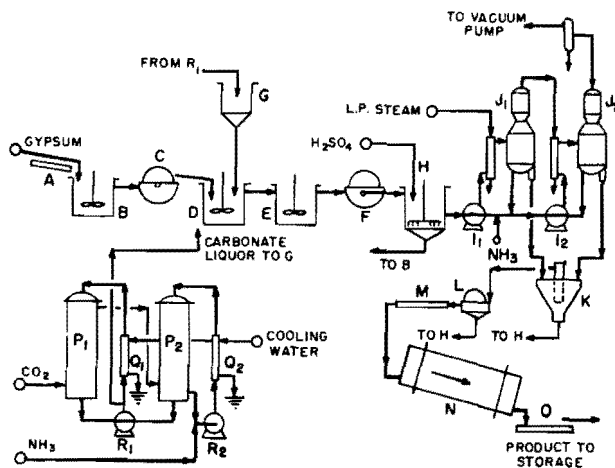 TO VACUUM
PUMP
FROM R1
G
J1
J2
L.P. STEAM
GYPSUM
C
H2SO4
H
A
B
D
E
F
I1
I2
NH3
CARBONATE
LIQUOR TO G
TO B
L
M
K
P1
P2
COOLING
WATER
TO H
TO H
Q1
Q2
CO2
N
O
R1
R2
NH3
PRODUCT TO
STORAGE